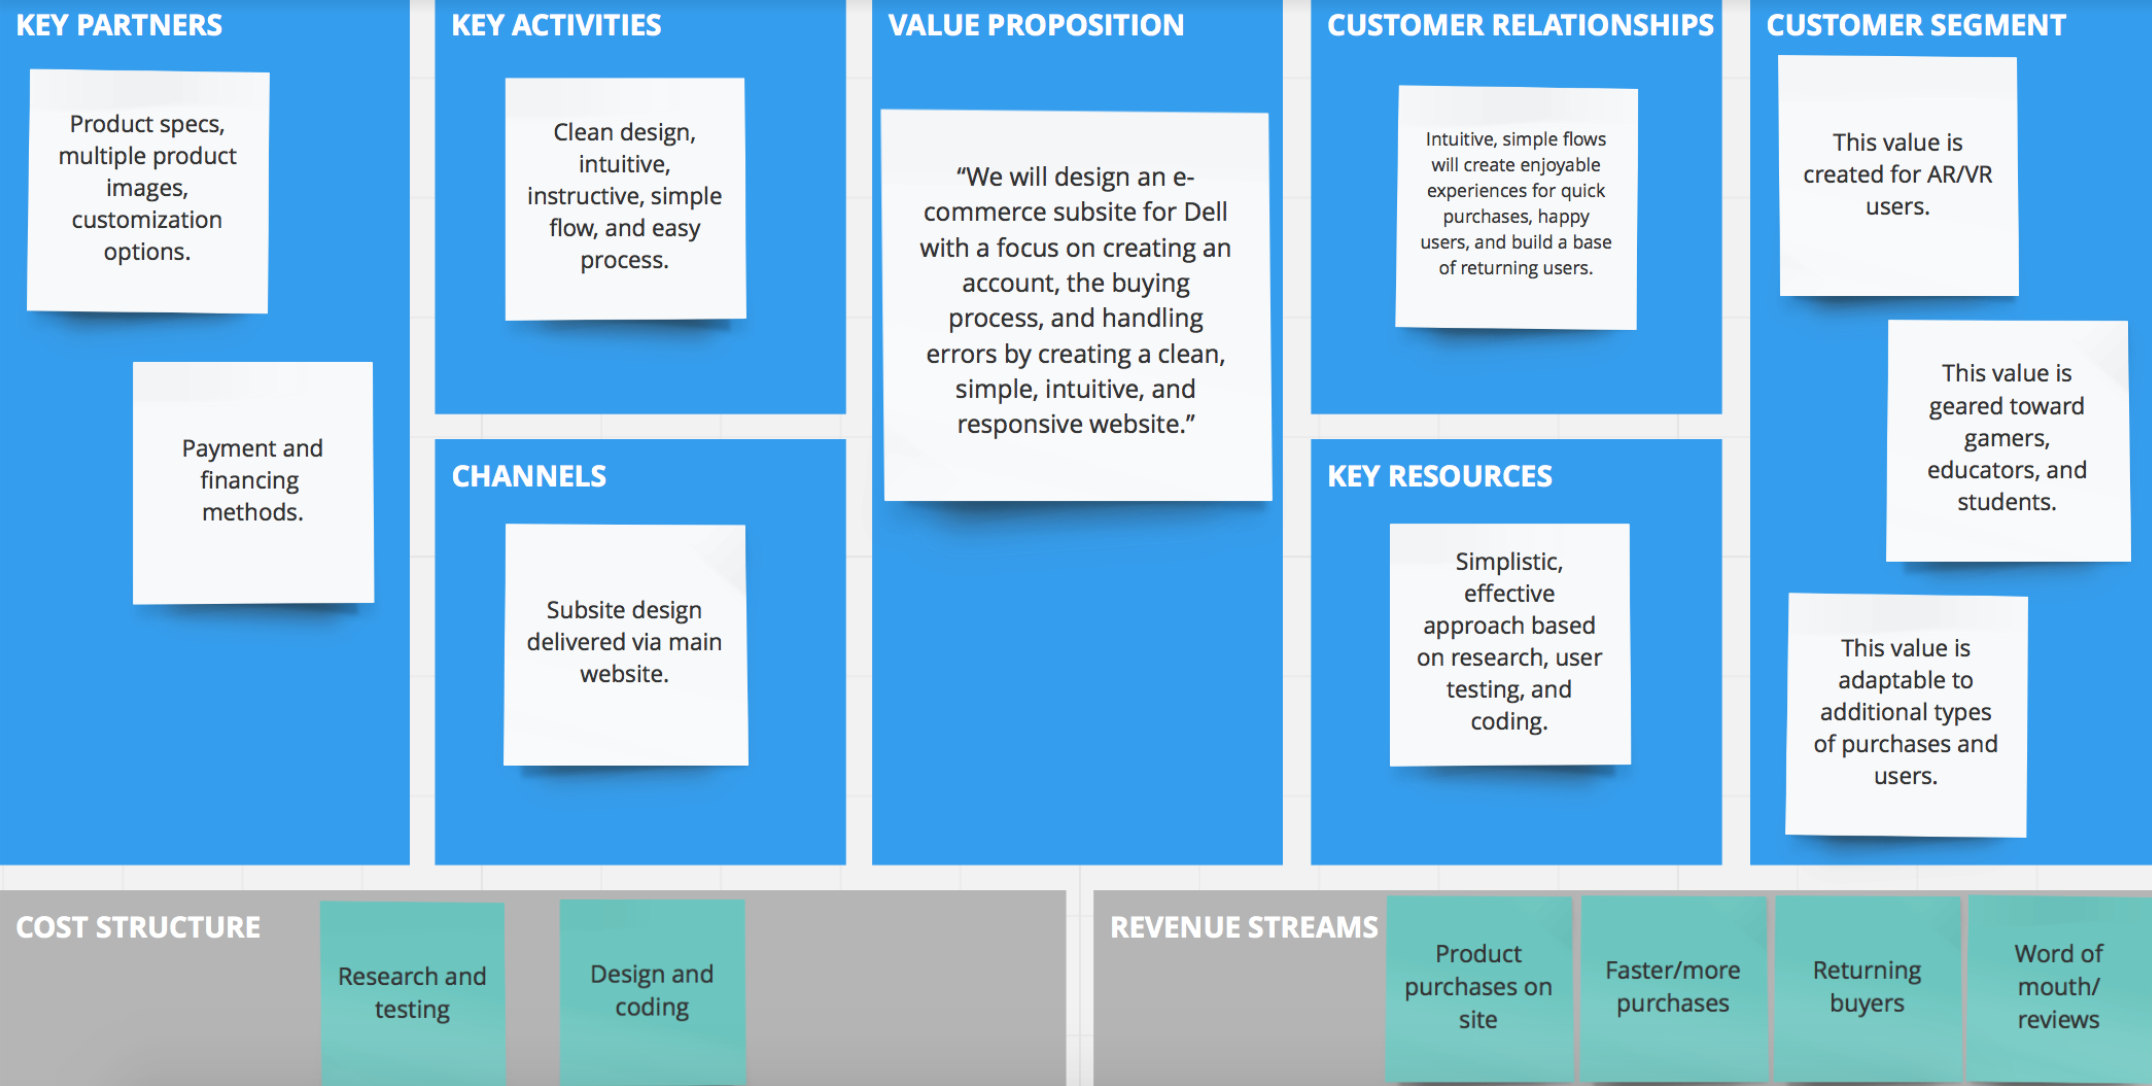 KEY PARTNERS
Product specs,
multiple product
images,
customization
options.
Payment and
financing
methods.
KEY ACTIVITIES
Clean design,
intuitive,
instructive, simple
flow, and easy
process.
CHANNELS
Subsite design
delivered via main
website.
VALUE PROPOSITION
“We will design an e-
commerce subsite for Dell
with a focus on creating an
account, the buying
process, and handling
errors by creating a clean,
simple, intuitive, and
responsive website.”
CUSTOMER RELATIONSHIPS
Intuitive, simple flows
will create enjoyable
experiences for quick
purchases, happy
users, and build a base
of returning users.
KEY RESOURCES
Simplistic,
effective
approach based
on research, user
testing, and
coding.
CUSTOMER SEGMENT
This value is
created for AR/VR
users.
This value is
geared toward
gamers,
educators, and
students.
This value is
adaptable to
additional types
of purchases and
users.
COST STRUCTURE
Research and
testing
Design and
coding
REVENUE STREAMS
Product
purchases on
site
Faster/more
purchases
Returning
buyers
Word of
mouth/
reviews